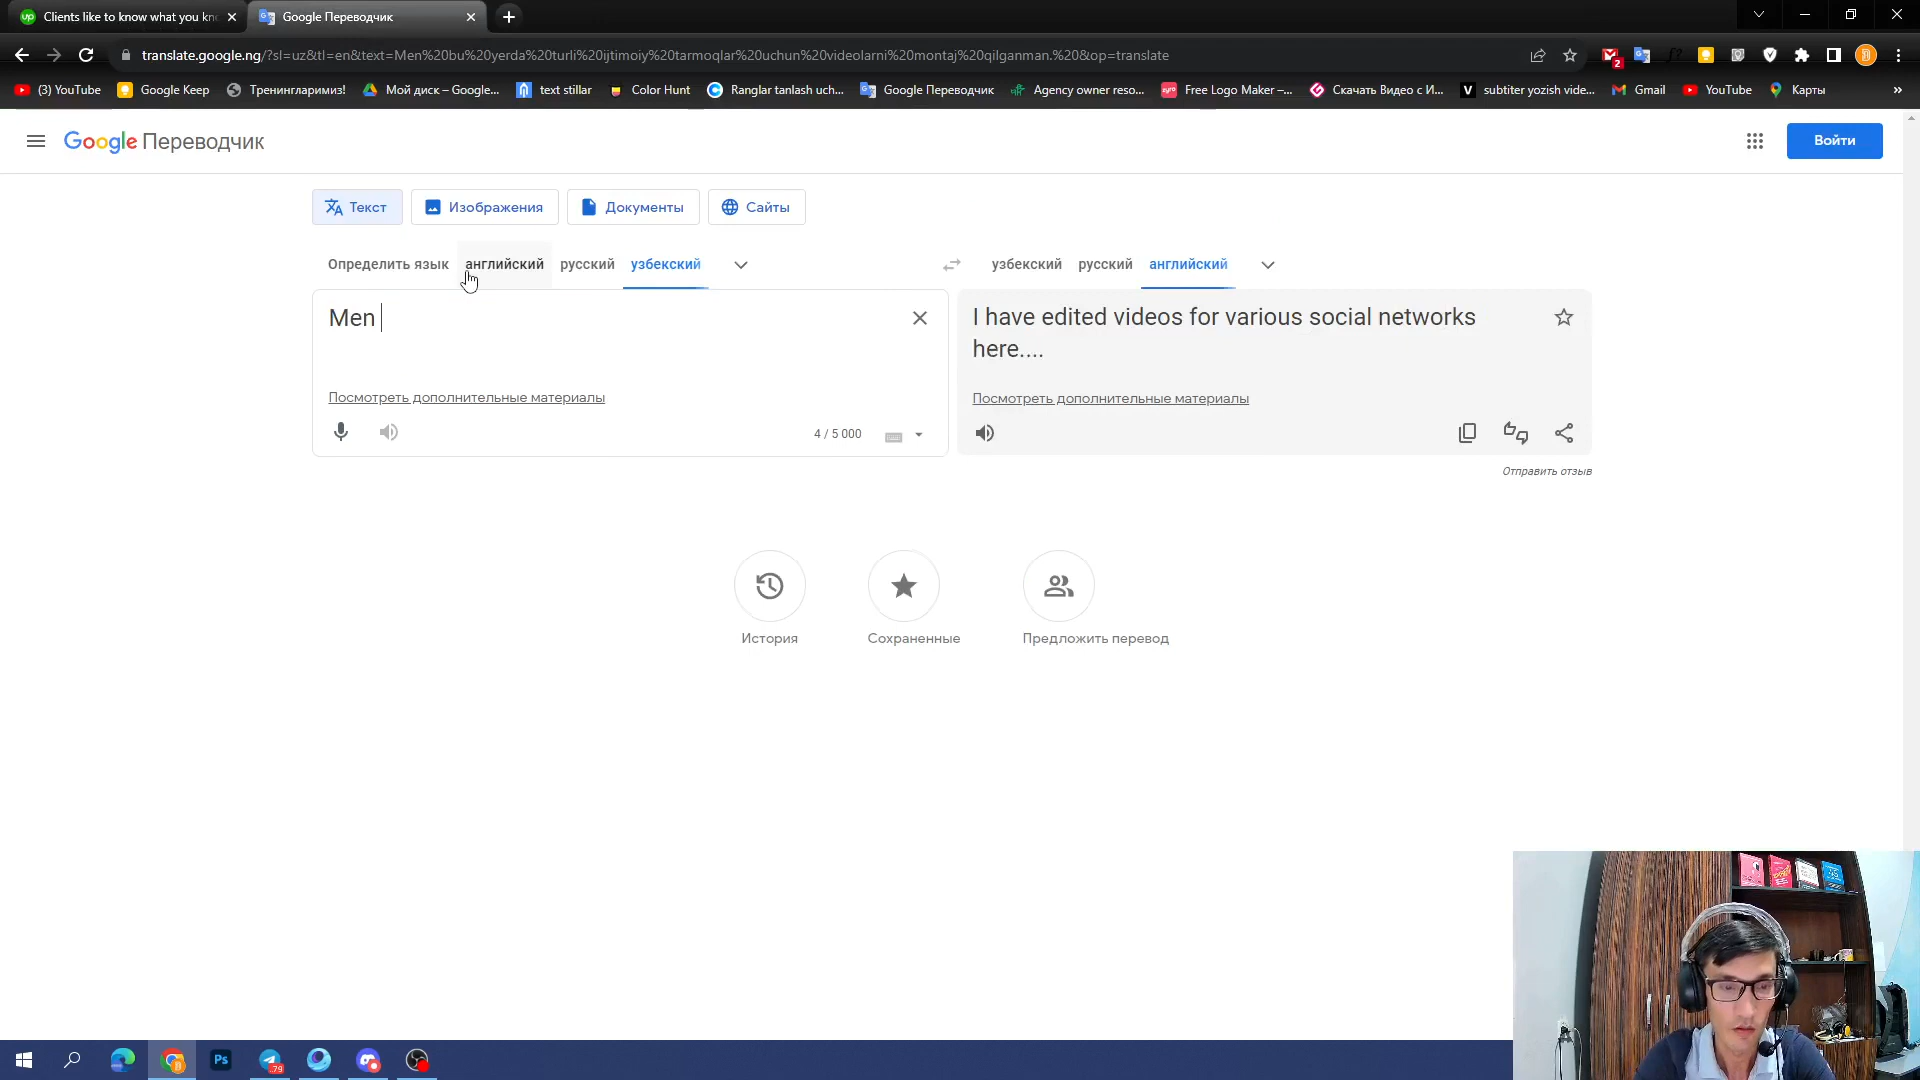 Clients like to know what you kn
Google Переводчик
translate.google.ng/?sl=uz&tl=en&text=Men%20bu%20yerda%20turli%20ijtimoiy%20tarmoqlar%20uchun%20videolarni%20montaj%20qilganman.%20&op=translate
2
(3) YouTube
Google Keep
Тренингларимиз!
Мой диск – Google...
text stillar
Color Hunt
Ranglar tanlash uch...
Google Переводчик
Agency owner reso...
Free Logo Maker –...
Скачать Видео с И...
subtiter yozish vide...
Gmail
YouTube
Карты
»
Google Переводчик
Войти
Текст
Изображения
Документы
Сайты
Определить язык
английский
русский
узбекский
узбекский
русский
английский
Men
I have edited videos for various social networks
here....
Посмотреть дополнительные материалы
Посмотреть дополнительные материалы
4 / 5 000
Отправить отзыв
История
Сохраненные
Предложить перевод
Ps
79